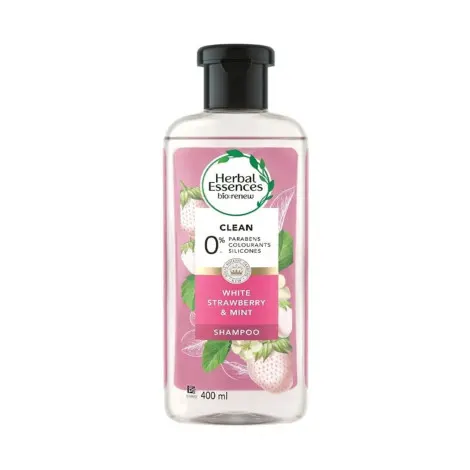 Herbal
Essences
bio:renew
CLEAN
0%
PARABENS
COLOURANTS
SILICONES
WHITE
STRAWBERRY
& MINT
SHAMPOO
400 ml